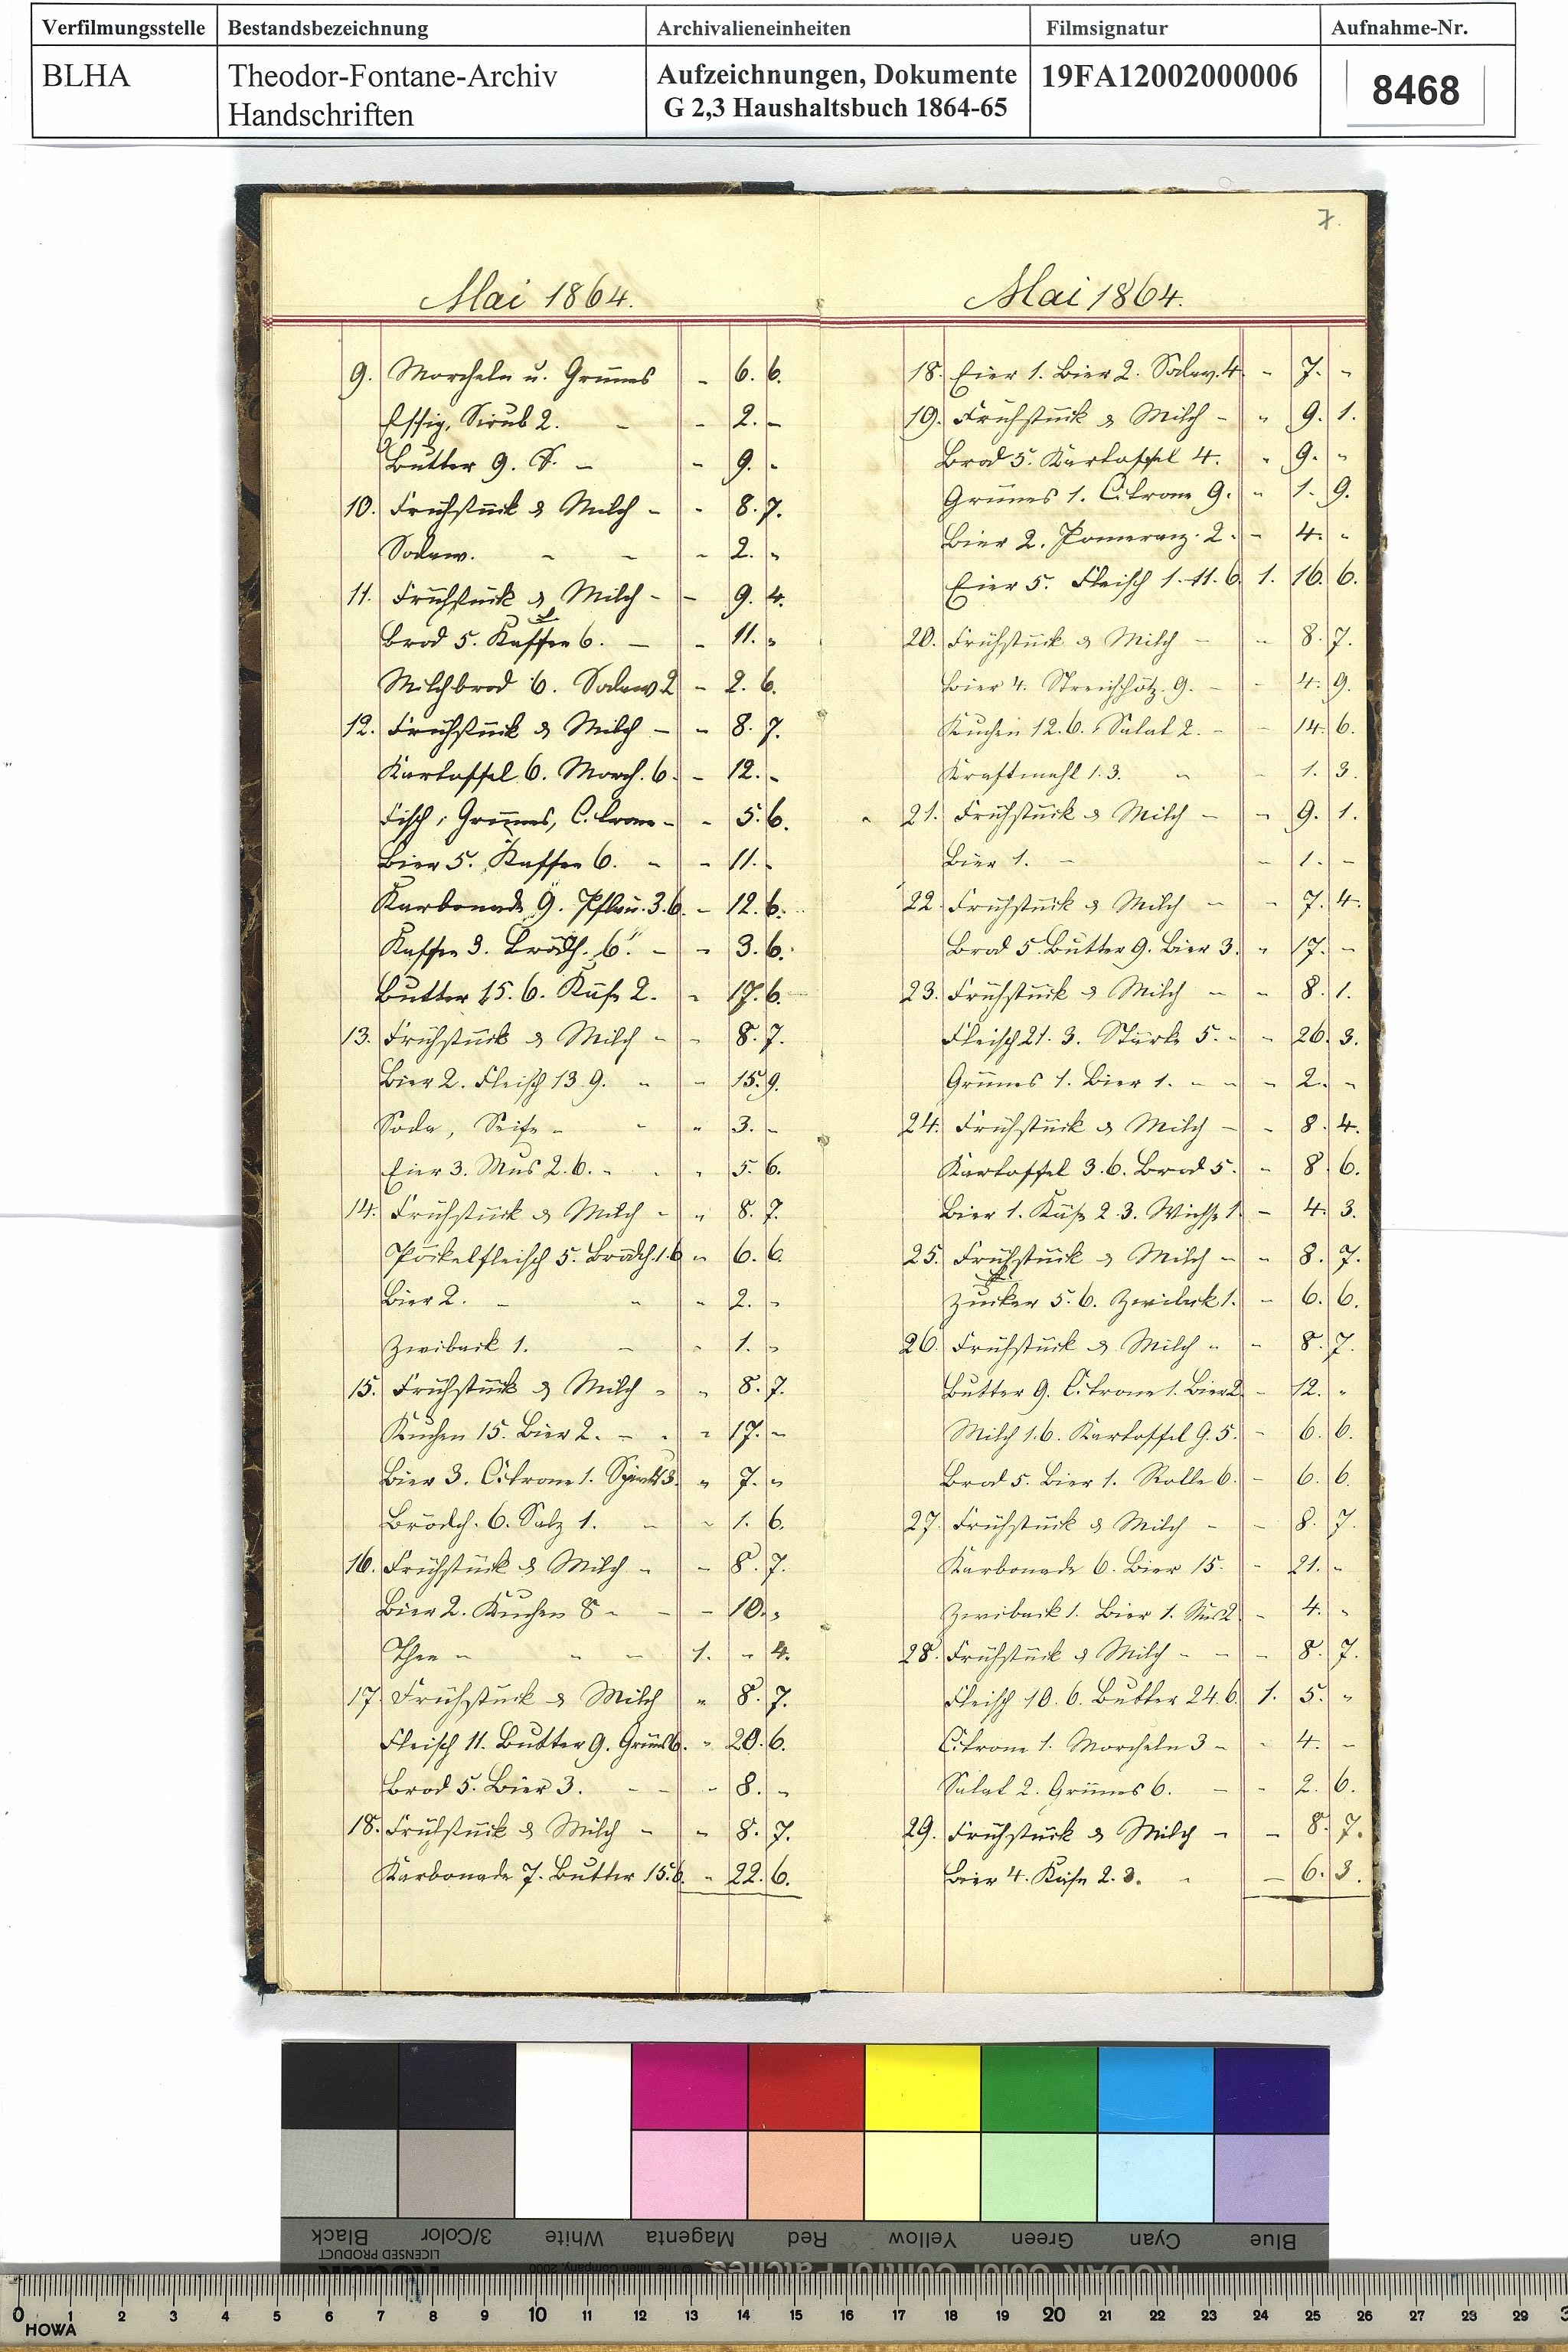 Verfilmungsstelle Bestandsbezeichnung Archivalieneinheiten Filmsignatur Aufnahme-Nr.
BLHA Theodor-Fontane-Archiv Aufzeichnungen, Dokumente 19FA12002000006 8468
Handschriften G 2,3 Haushaltsbuch 1864-65
Mai 1864.
9. Morcheln u. Grünes - 6. 6.
Essig, Sirub 2. - - 2. -
Butter 9. S. - - 9. -
10. Frühstück & Milch - - 8. 7.
Sodaw. - - - 2. -
11. Frühstück & Milch - - 9. 4.
Brod 5. Kaffee 6. - - 11. -
Milchbrod 6. Sodaw 2 - 2. 6.
12. Frühstück & Milch - - 8. 7.
Kartoffel 6. Morch. 6. - 12. -
Fisch, Grünes, Citrone - - 5. 6.
Bier 5. Kaffee 6. - - 11. -
Karbonade 9. Pflau. 3.6. - 12. 6.
Kaffee 3. Brödch. 6. - - 3. 6.
Butter 15. 6. Käse 2. - 17. 6.
13. Frühstück & Milch - - 8. 7.
Bier 2. Fleisch 13 9. - - 15. 9.
Soda, Seife - - - 3. -
Eier 3. Mus 2. 6. - - - 5. 6.
14. Frühstück & Milch - - 8. 7.
Pöckelfleisch 5. Brödch. 1. 6 - 6. 6.
Bier 2. - - - 2. -
Zwiback 1. - - 1. -
15. Frühstück & Milch - - 8. 7.
Kuchen 15. Bier 2. - - - 17. -
Bier 3. Citrone 1. 3. - 7. -
Brödch. 6. Salz 1. - - 1. 6.
16. Frühstück & Milch - - 8. 7.
Bier 2. Kuchen 8 - - - 10. -
Thee - - - 1. - 4.
17. Frühstück & Milch - 8. 7.
Fleisch 11. Butter 9. Grünes 6. - 20. 6.
Brod 5. Bier 3. - - - 8. -
18. Frühstück & Milch - - 8. 7.
Karbonade 7. Butter 15.6. - 22. 6.
7.
Mai 1864.
18. Eier 1. Bier 2. Sodaw. 4. - 7. -
19. Frühstück & Milch - - 9. 1.
Brod 5. Kartoffel 4. - 9. -
Grünes 1. Citrone 9. - 1. 9.
Bier 2. Pomeranz. 2. - 4. -
Eier 5. Fleisch 1. 11. 6. 1. 16. 6.
20. Frühstück & Milch - - 8. 7.
Bier 4. Streichhötz. 9. - - 4. 9.
Kuchen 12. 6. Salat 2. - - 14. 6.
Kraftmehl 1. 3. - - 1. 3.
21. Frühstück & Milch - - 9. 1.
Bier 1. - - 1. -
22. Frühstück & Milch - - 7. 4.
Brod 5. Butter 9. Bier 3. - 17. -
23. Frühstück & Milch - - 8. 1.
Fleisch 21. 3. Stärke 5. - - 26. 3.
Grünes 1. Bier 1. - - - 2. -
24. Frühstück & Milch - - 8. 4.
Kartoffel 3. 6. Brod 5. - 8. 6.
Bier 1. Käse 2 3. Wichse 1. - 4. 3.
25. Frühstück & Milch - - 8. 7.
Zucker 5. 6. Zwiback 1. - 6. 6.
26. Frühstück & Milch - - 8. 7.
Butter 9. Citrone 1. Bier 2. - 12. -
Milch 1. 6. Kartoffel 5. - 6. 6.
Brod 5. Bier 1. Rolle 6. - 6. 6.
27. Frühstück & Milch - - 8. 7.
Karbonade 6. Bier 15. - 21. -
Zwiback 1. Bier 1. Mus 2. - 4. -
28. Frühstück & Milch - - - 8. 7.
Fleisch 10. 6. Butter 24. 6. 1. 5. -
Citrone 1. Morcheln 3 - - 4. -
Salat 2. Grünes 6. - - 2. 6.
29. Frühstück & Milch - - 8. 7.
Bier 4. Käse 2. 3. - - 6. 3.
Black 3/Color White Magenta Red Yellow Green Cyan Blue
LICENSED PRODUCT
Kodak © The Tiffen Company, 2000 KODAK Color Control Patches
0 1 2 3 4 5 6 7 8 9 10 11 12 13 14 15 16 17 18 19 20 21 22 23 24 25 26 27 28 29
HOWA